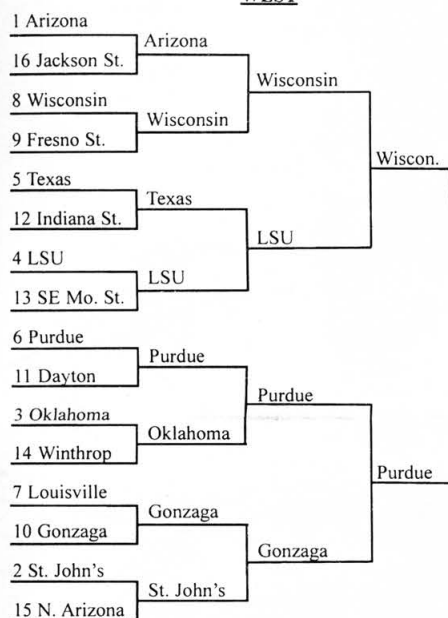 WEST
1 Arizona
Arizona
16 Jackson St.
Wisconsin
8 Wisconsin
Wisconsin
9 Fresno St.
Wiscon.
5 Texas
Texas
12 Indiana St.
LSU
4 LSU
LSU
13 SE Mo. St.
6 Purdue
Purdue
11 Dayton
Purdue
3 Oklahoma
Oklahoma
14 Winthrop
Purdue
7 Louisville
Gonzaga
10 Gonzaga
Gonzaga
2 St. John's
St. John's
15 N. Arizona